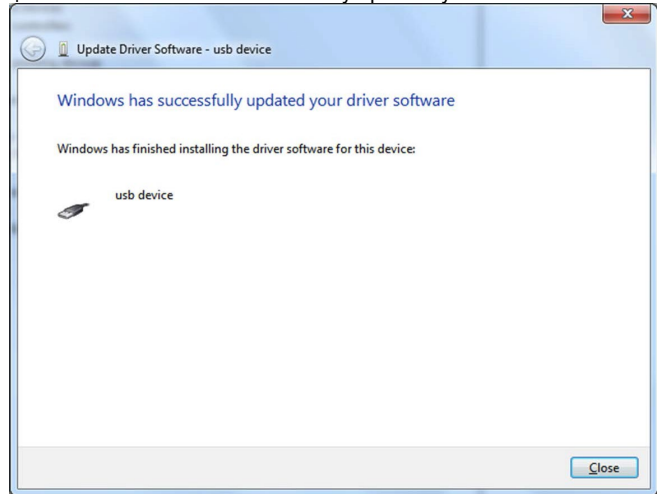 Update Driver Software - usb device
Windows has successfully updated your driver software
Windows has finished installing the driver software for this device:
usb device
Close